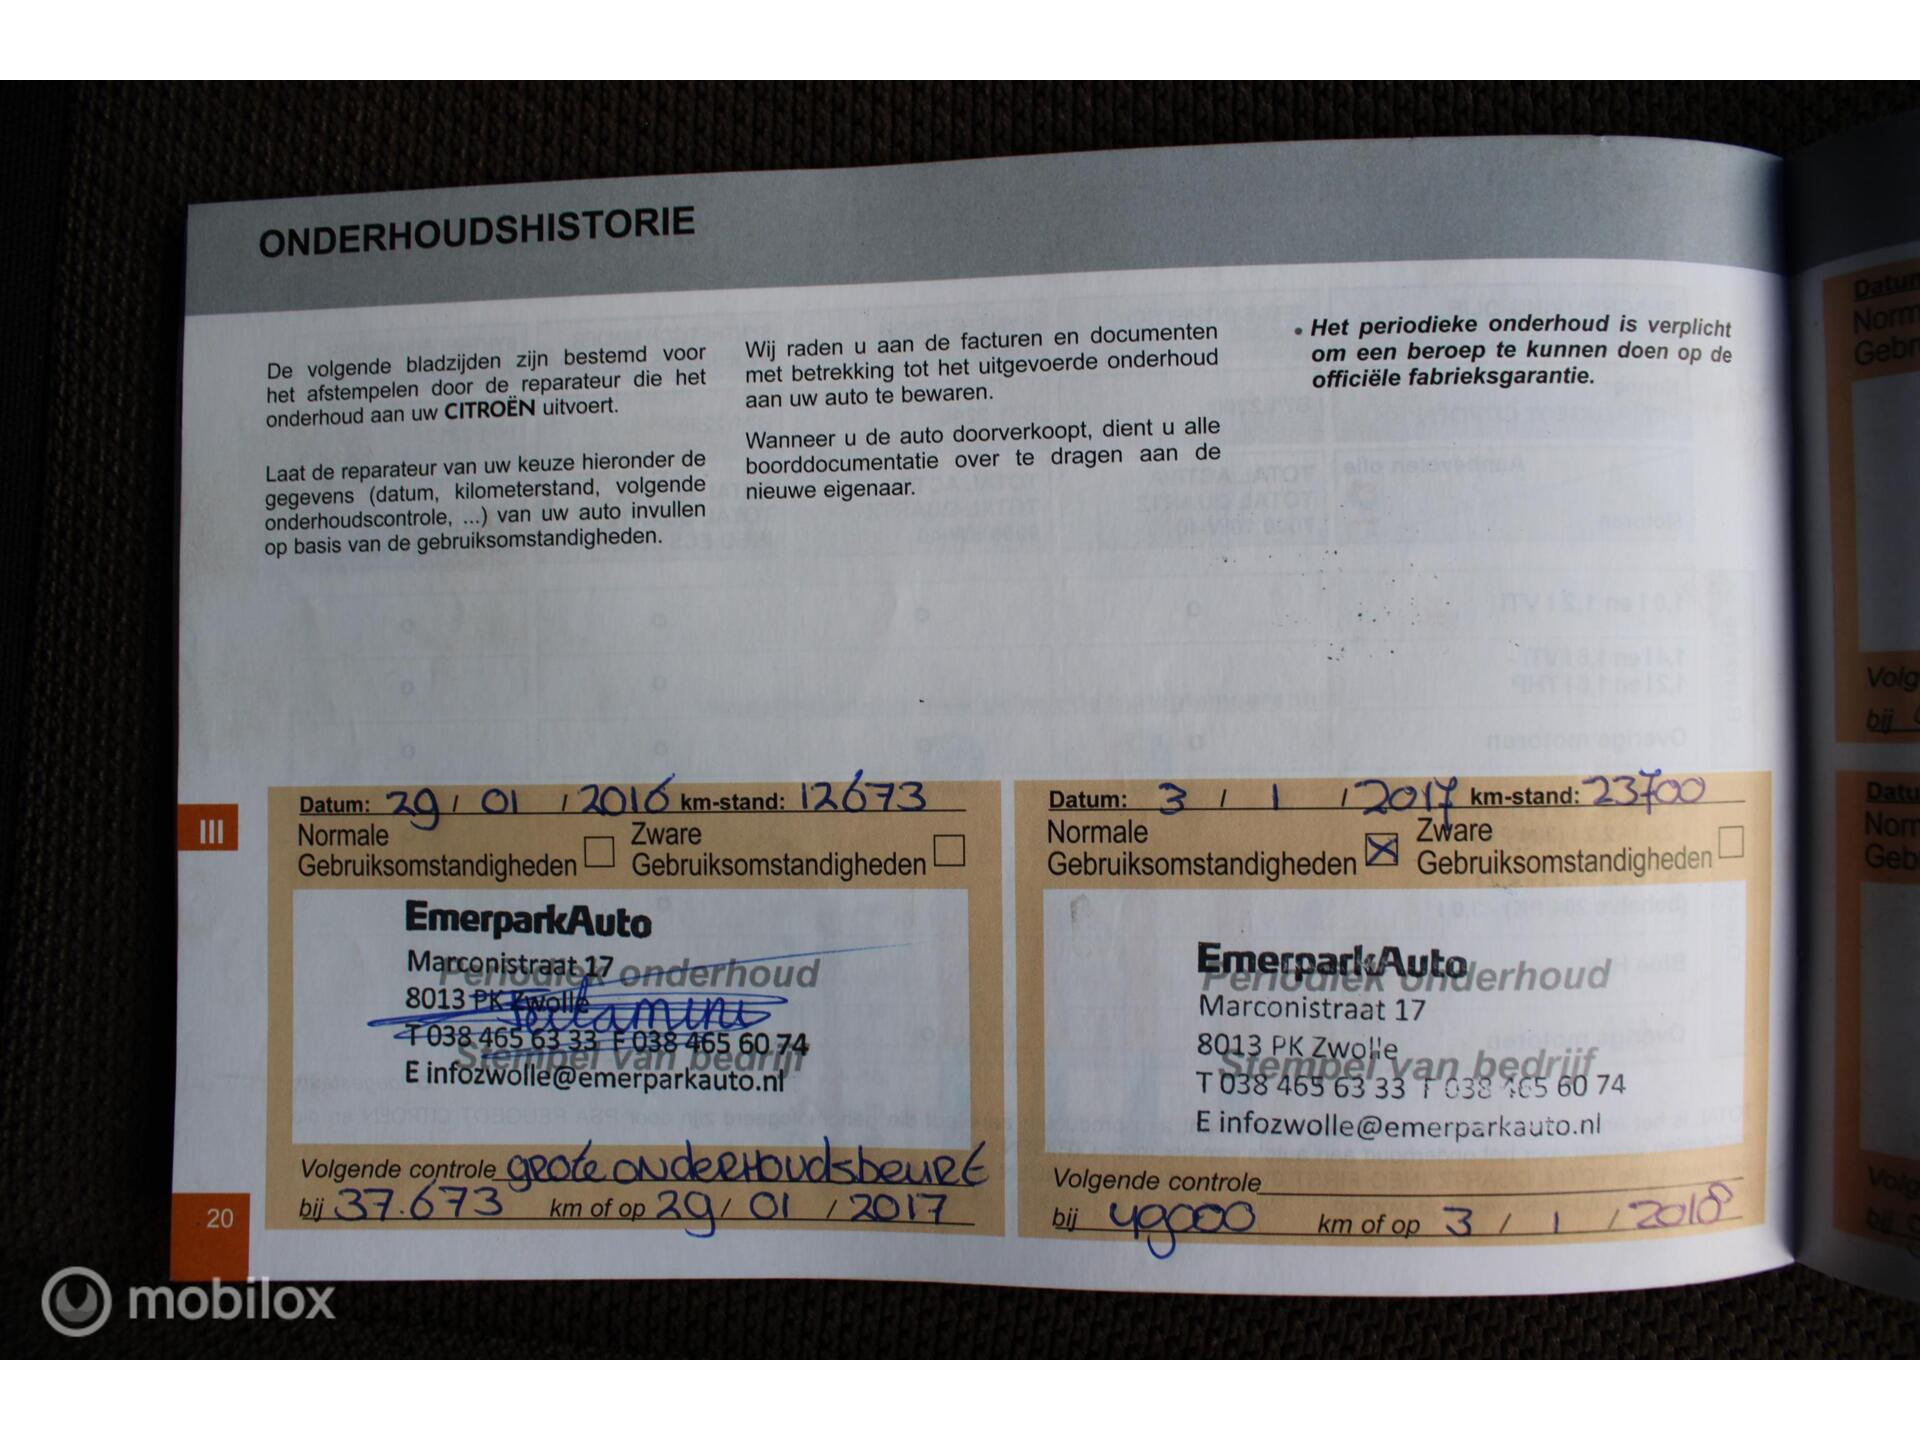 ONDERHOUDSHISTORIE
De volgende bladzijden zijn bestemd voor
het afstempelen door de reparateur die het
onderhoud aan uw CITROËN uitvoert.
Laat de reparateur van uw keuze hieronder de
gegevens (datum, kilometerstand, volgende
onderhoudscontrole, ...) van uw auto invullen
op basis van de gebruiksomstandigheden.
Wij raden u aan de facturen en documenten
met betrekking tot het uitgevoerde onderhoud
aan uw auto te bewaren.
Wanneer u de auto doorverkoopt, dient u alle
boorddocumentatie over te dragen aan de
nieuwe eigenaar.
• Het periodieke onderhoud is verplicht
om een beroep te kunnen doen op de
officiële fabrieksgarantie.
III
Datum: 29 / 01 / 2016 km-stand: 12673
Normale Zware
Gebruiksomstandigheden Gebruiksomstandigheden
EmerparkAuto
Periodiek onderhoud
Marconistraat 17
8013 PK Zwolle
T 038 465 63 33 F 038 465 60 74
Stempel van bedrijf
E infozwolle@emerparkauto.nl
Volgende controle grote onderhoudsbeurt
bij 37.673 km of op 29 / 01 / 2017
Datum: 3 / 1 / 2017 km-stand: 23700
Normale Zware
Gebruiksomstandigheden Gebruiksomstandigheden
EmerparkAuto
Periodiek onderhoud
Marconistraat 17
8013 PK Zwolle
Stempel van bedrijf
T 038 465 63 33 F 038 465 60 74
E infozwolle@emerparkauto.nl
Volgende controle
bij 49000 km of op 3 / 1 / 2018
20
Datum
Volg
bij
Datu
Norm
Geb
Volg
bij
mobilox